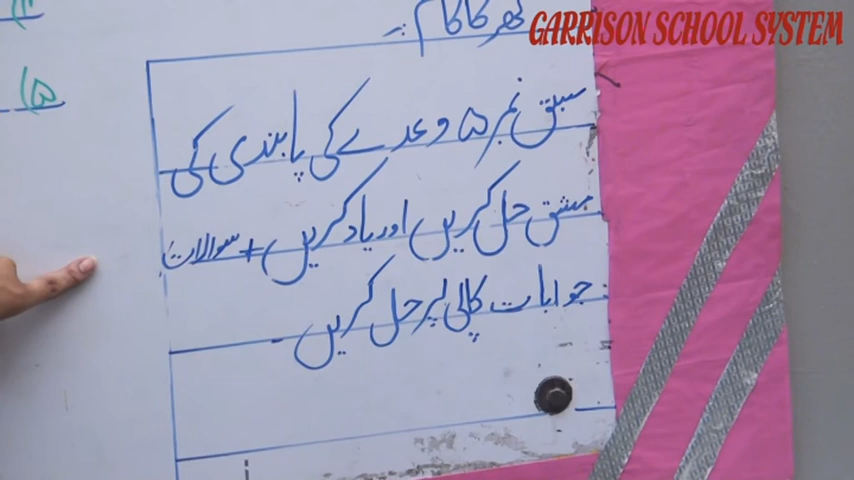 GARRISON SCHOOL SYSTEM
گھر کا کام :۔
(۵
سبق نمبر ۵ وعدے کی پابندی کی
مشق حل کریں اور یاد کریں + سوالات
جوابات کاپی پر حل کریں ۔